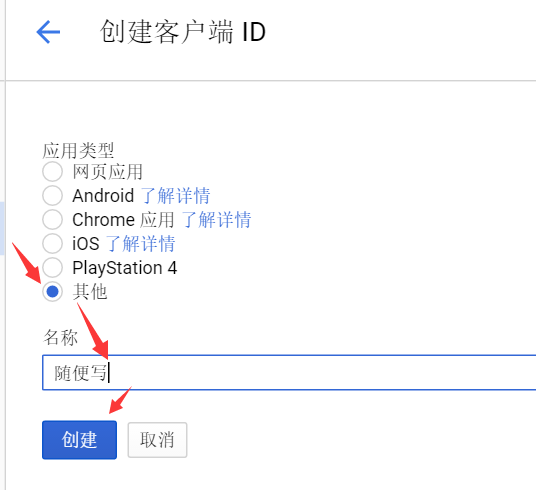 创建客户端 ID
应用类型
网页应用
Android 了解详情
Chrome 应用 了解详情
iOS 了解详情
PlayStation 4
其他
名称
随便写
创建 取消